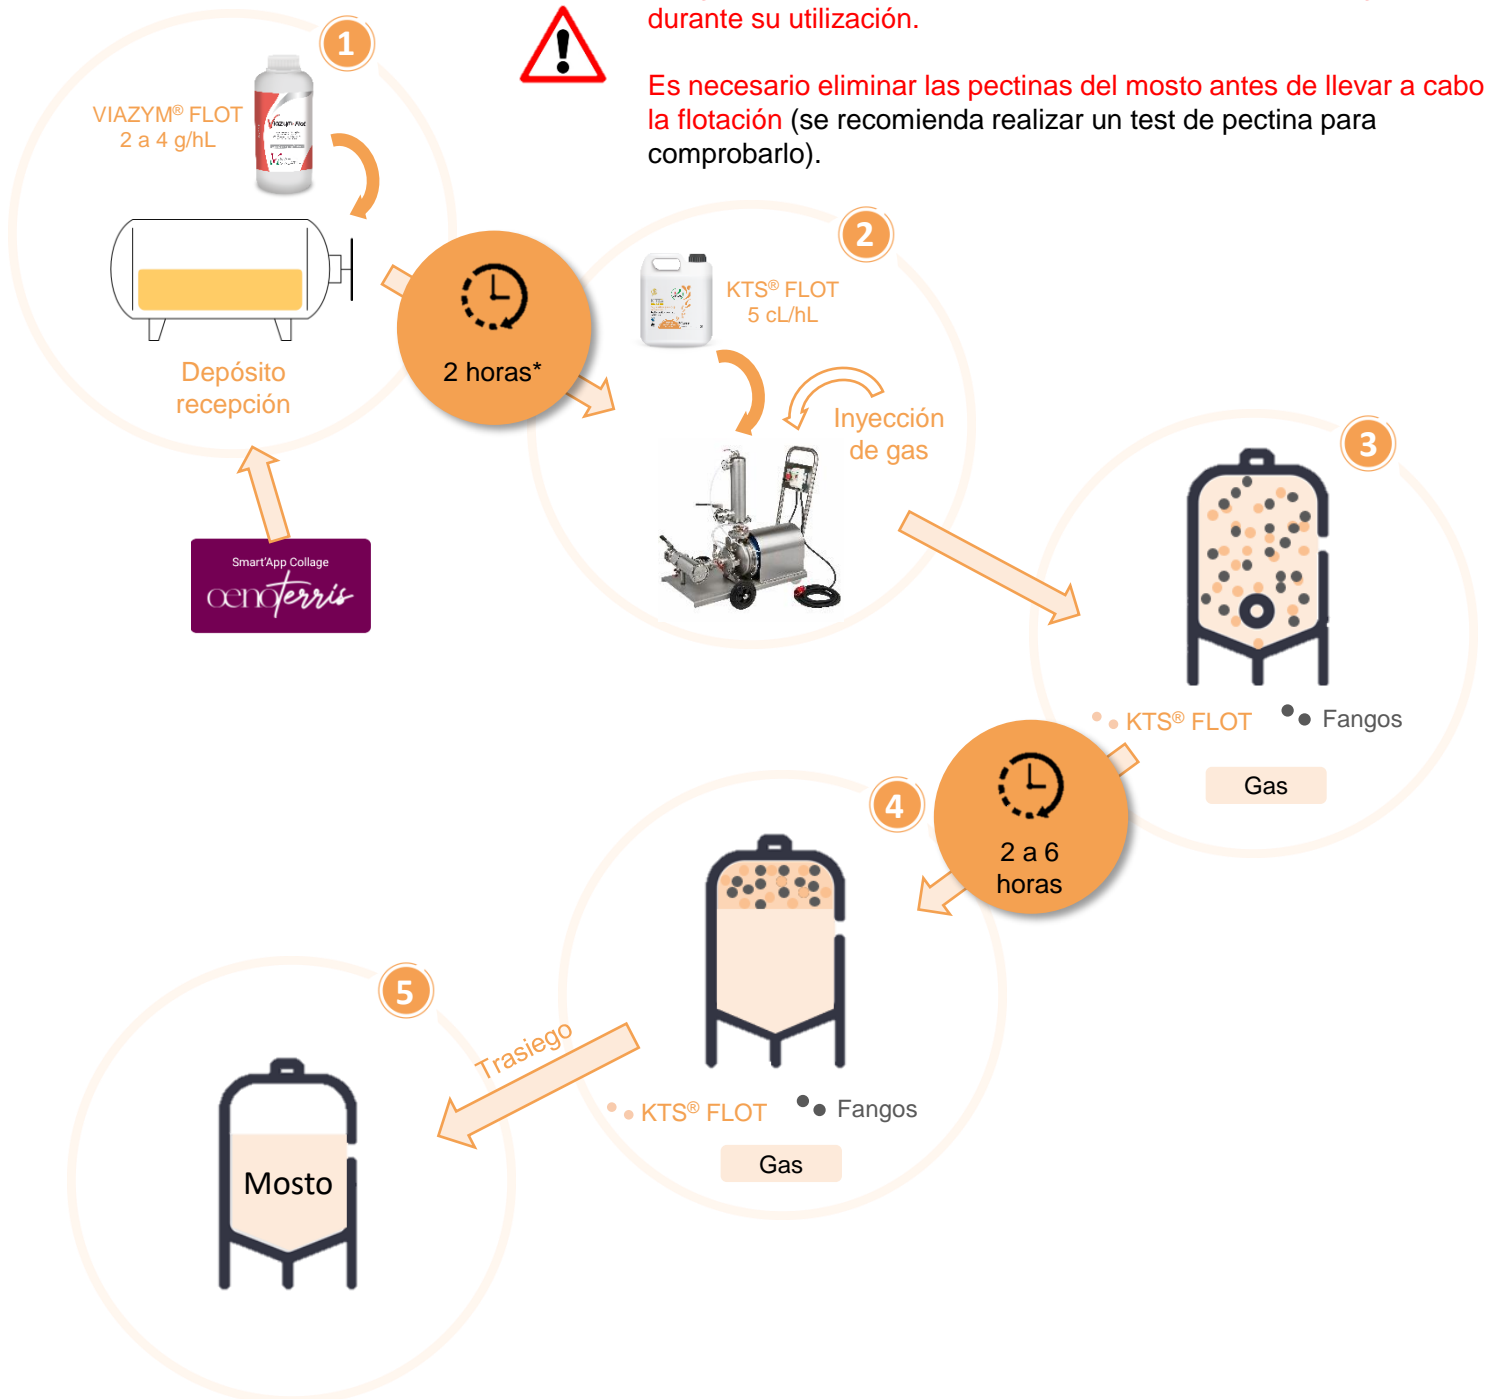 durante su utilización.
Es necesario eliminar las pectinas del mosto antes de llevar a cabo
la flotación (se recomienda realizar un test de pectina para
comprobarlo).
1
VIAZYM® FLOT
2 a 4 g/hL
Viazym Flot
Depósito
recepción
2 horas*
2
KTS® FLOT
5 cL/hL
Inyección
de gas
Smart'App Collage
œnoterris
3
KTS® FLOT
Fangos
Gas
2 a 6
horas
4
KTS® FLOT
Fangos
Gas
Trasiego
5
Mosto